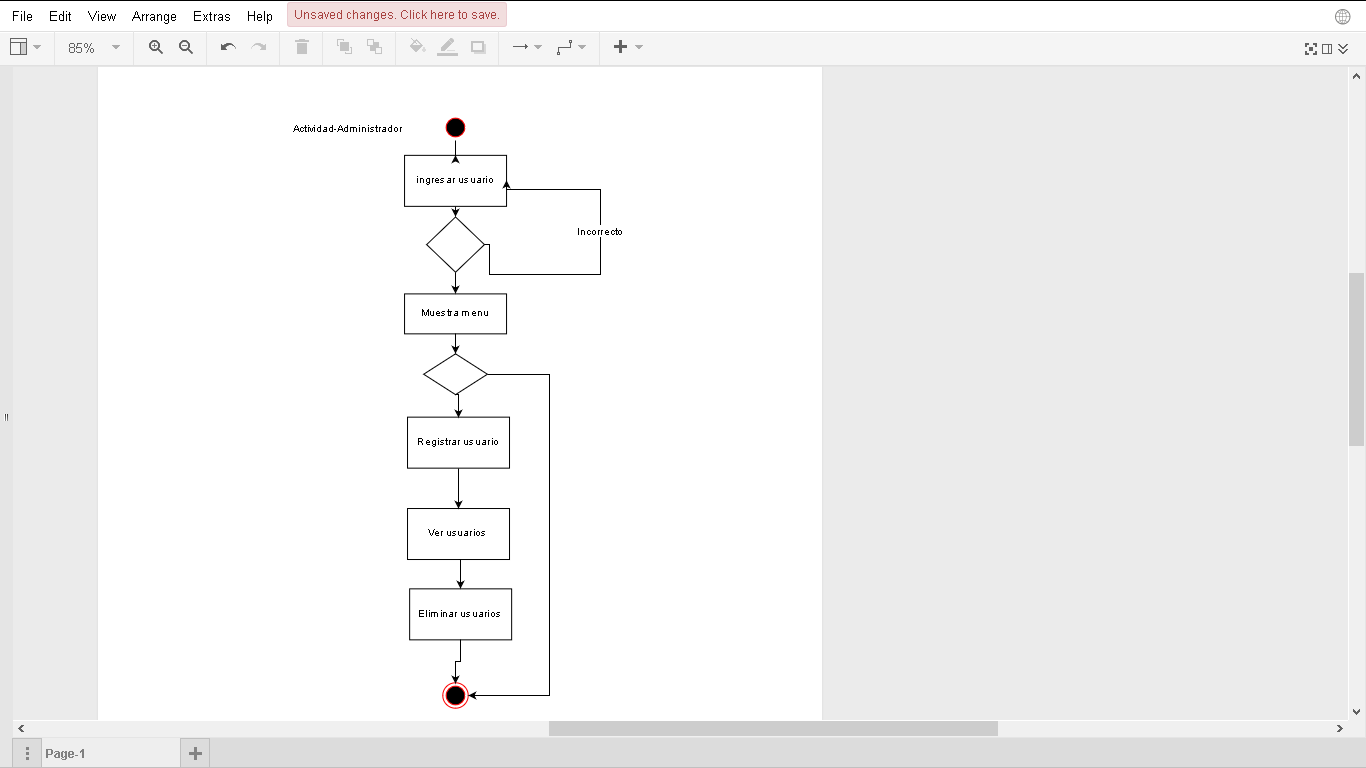 File Edit View Arrange Extras Help Unsaved changes. Click here to save.
85%
Actividad-Administrador
ingresar usuario
Incorrecto
Muestra menu
Registrar usuario
Ver usuarios
Eliminar usuarios
Page-1